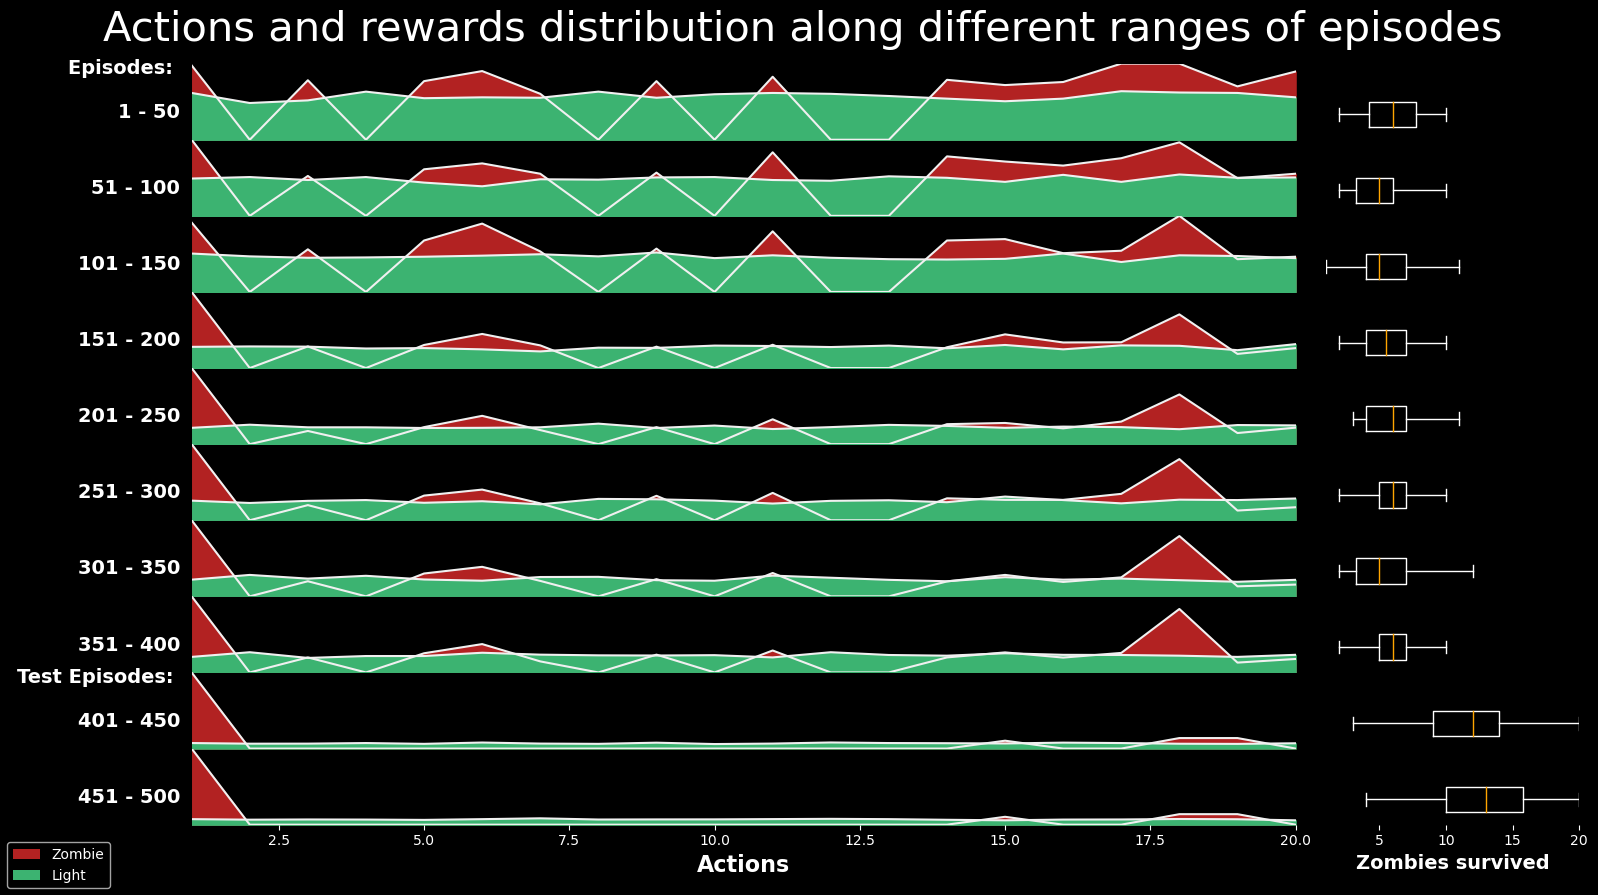 Actions and rewards distribution along different ranges of episodes
Episodes:
1 - 50
51 - 100
101 - 150
151 - 200
201 - 250
251 - 300
301 - 350
351 - 400
Test Episodes:
401 - 450
451 - 500
2.5 5.0 7.5 10.0 12.5 15.0 17.5 20.0
Actions
5 10 15 20
Zombies survived
Zombie
Light